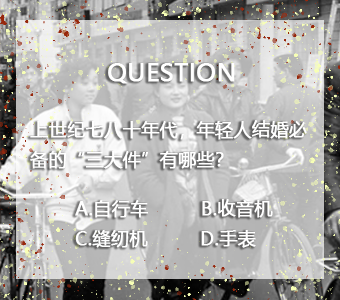 QUESTION
上世纪七八十年代，年轻人结婚必
备的“三大件”有哪些？
A.自行车 B.收音机
C.缝纫机 D.手表